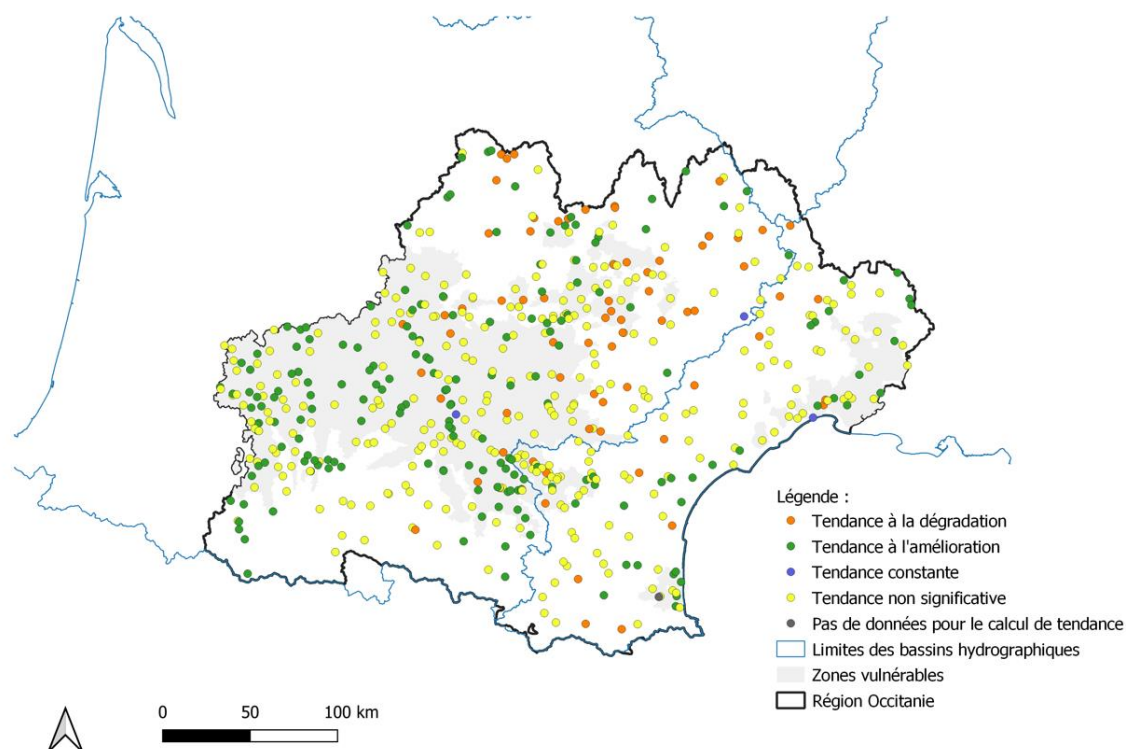 Légende :
Tendance à la dégradation
Tendance à l'amélioration
Tendance constante
Tendance non significative
Pas de données pour le calcul de tendance
Limites des bassins hydrographiques
Zones vulnérables
Région Occitanie
0 50 100 km